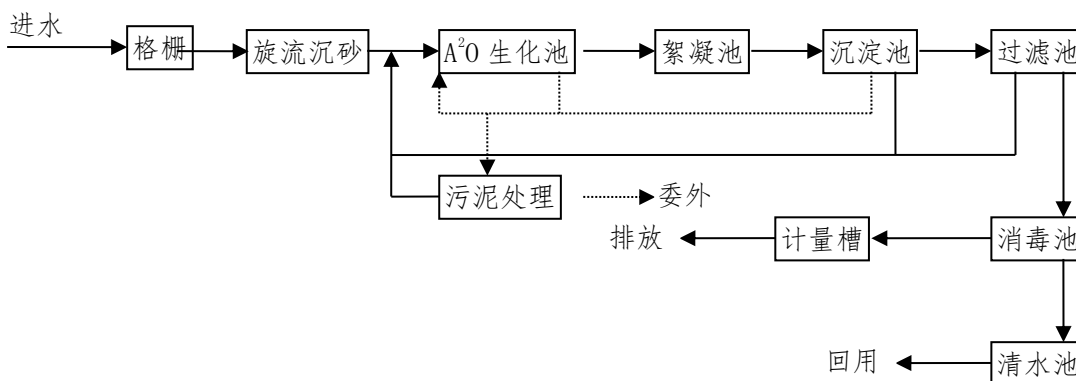 进水
格栅
旋流沉砂
A²O 生化池
絮凝池
沉淀池
过滤池
污泥处理
委外
排放
计量槽
消毒池
回用
清水池